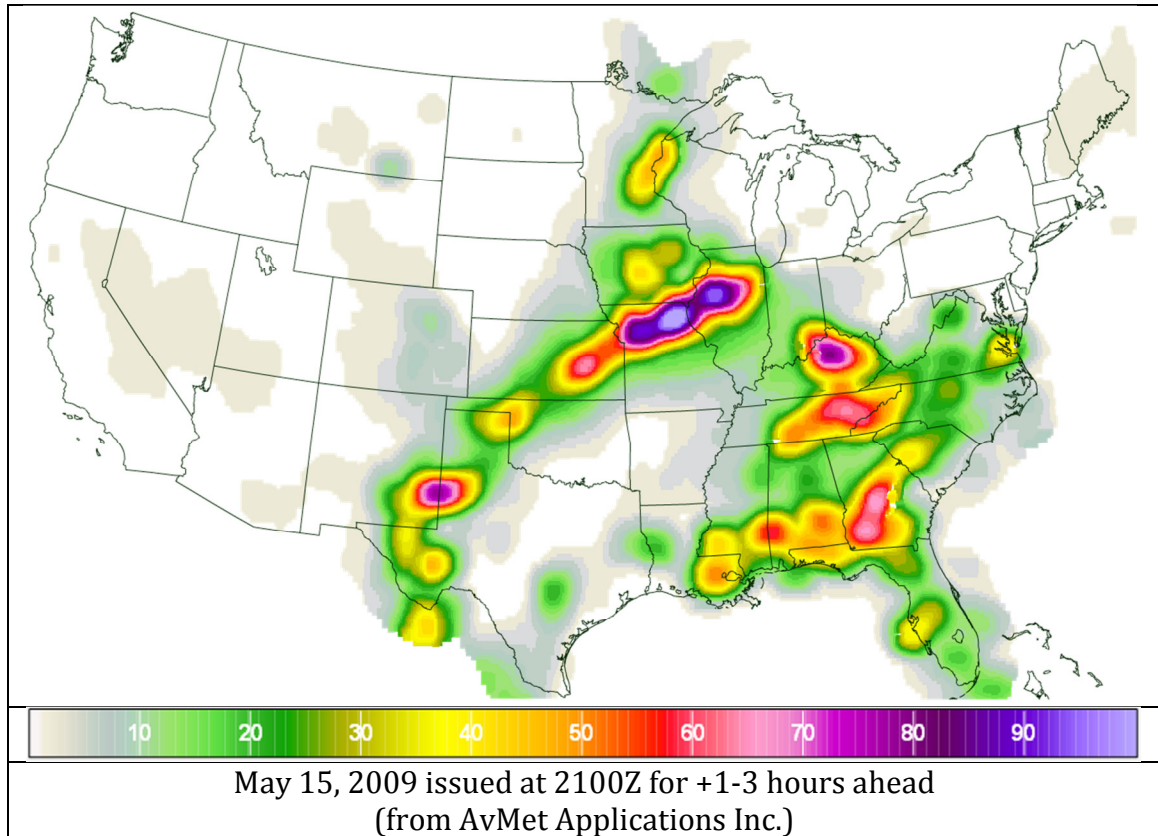 10 20 30 40 50 60 70 80 90
May 15, 2009 issued at 2100Z for +1-3 hours ahead
(from AvMet Applications Inc.)